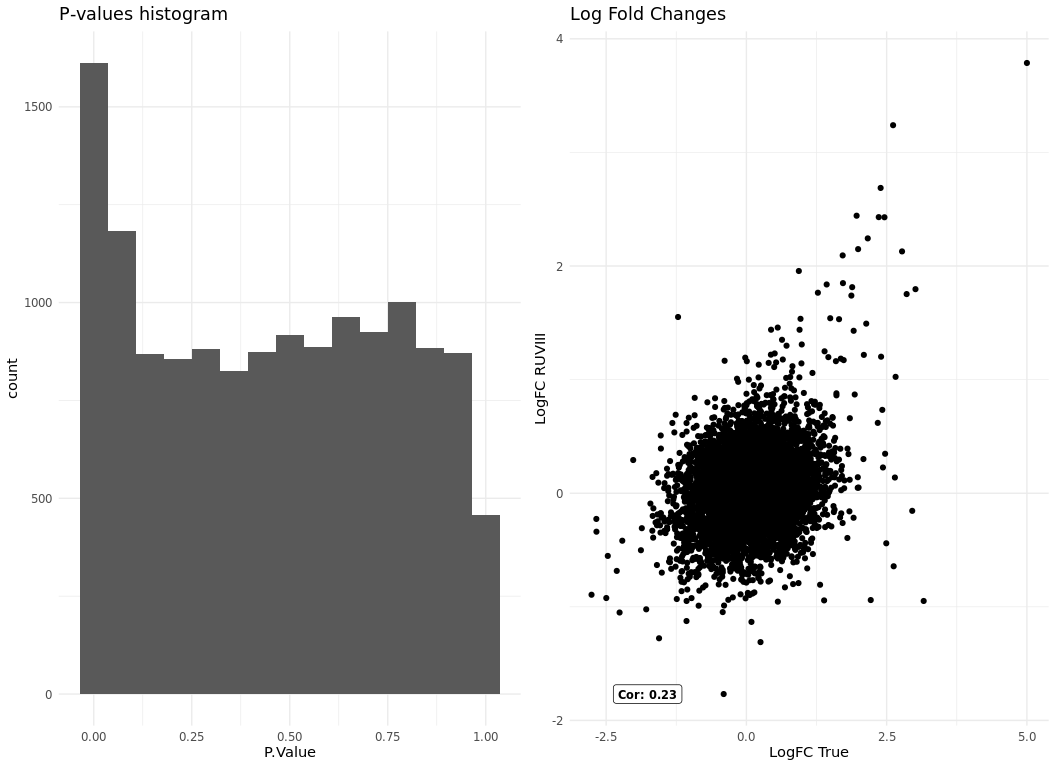 P-values histogram
count
1500
1000
500
0
0.00
0.25
0.50
0.75
1.00
P.Value
Log Fold Changes
LogFC RUVIII
4
2
0
-2
Cor: 0.23
-2.5
0.0
2.5
5.0
LogFC True